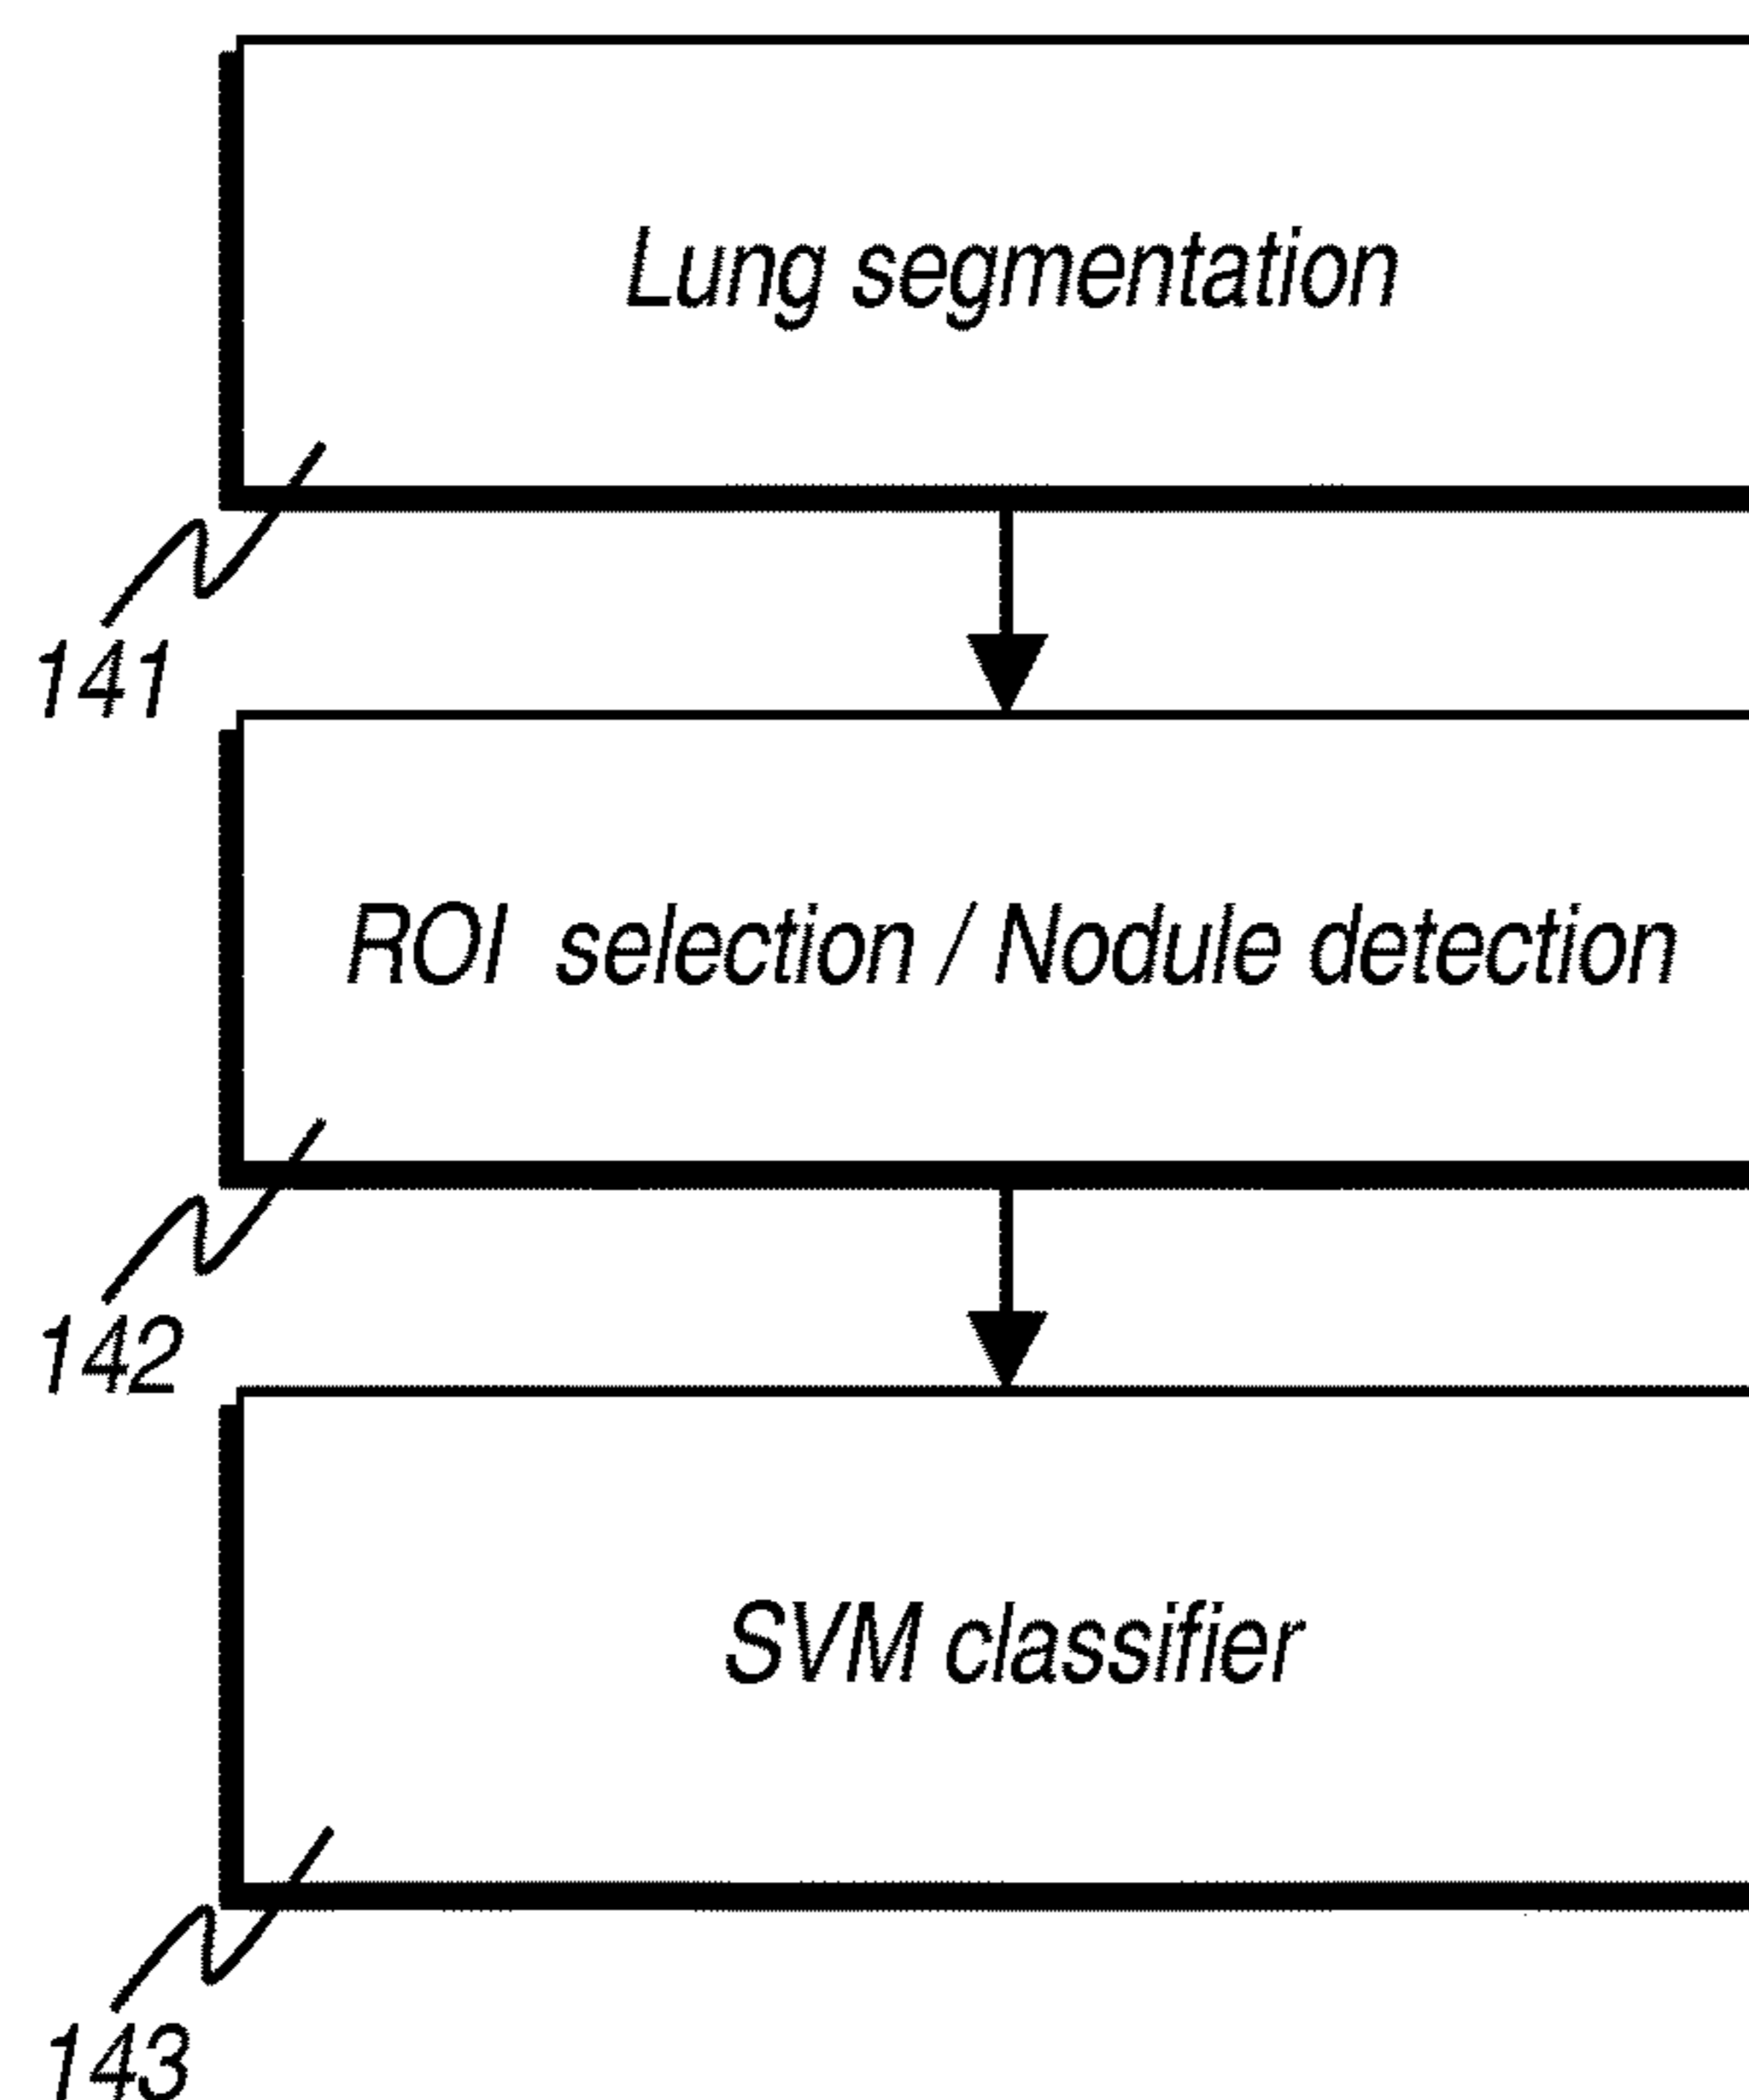 Lung segmentation
141
ROI selection / Nodule detection
142
SVM classifier
143